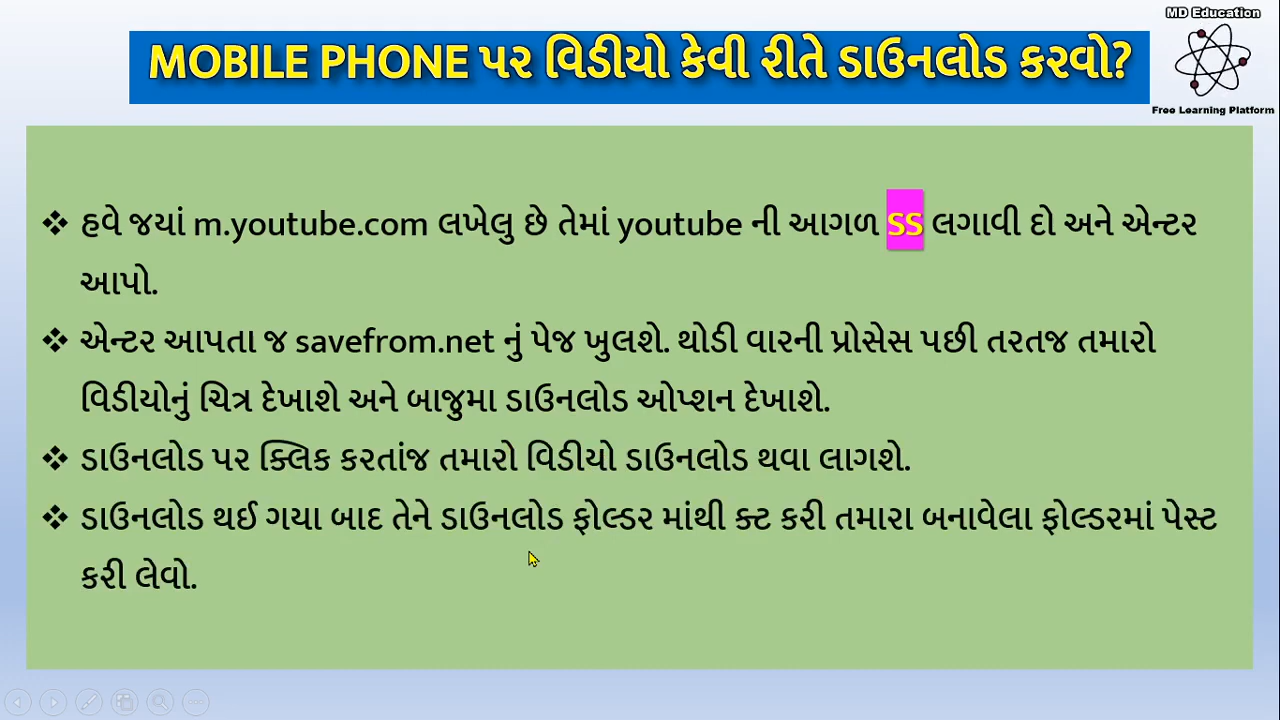 MD Education
MOBILE PHONE પર વિડીયો કેવી રીતે ડાઉનલોડ કરવો?
Free Learning Platform
❖ હવે જયાં m.youtube.com લખેલુ છે તેમાં youtube ની આગળ SS લગાવી દો અને એન્ટર
આપો.
❖ એન્ટર આપતા જ savefrom.net નું પેજ ખુલશે. થોડી વારની પ્રોસેસ પછી તરતજ તમારો
વિડીયોનું ચિત્ર દેખાશે અને બાજુમા ડાઉનલોડ ઓપ્શન દેખાશે.
❖ ડાઉનલોડ પર ક્લિક કરતાંજ તમારો વિડીયો ડાઉનલોડ થવા લાગશે.
❖ ડાઉનલોડ થઈ ગયા બાદ તેને ડાઉનલોડ ફોલ્ડર માંથી ક્ટ કરી તમારા બનાવેલા ફોલ્ડરમાં પેસ્ટ
કરી લેવો.